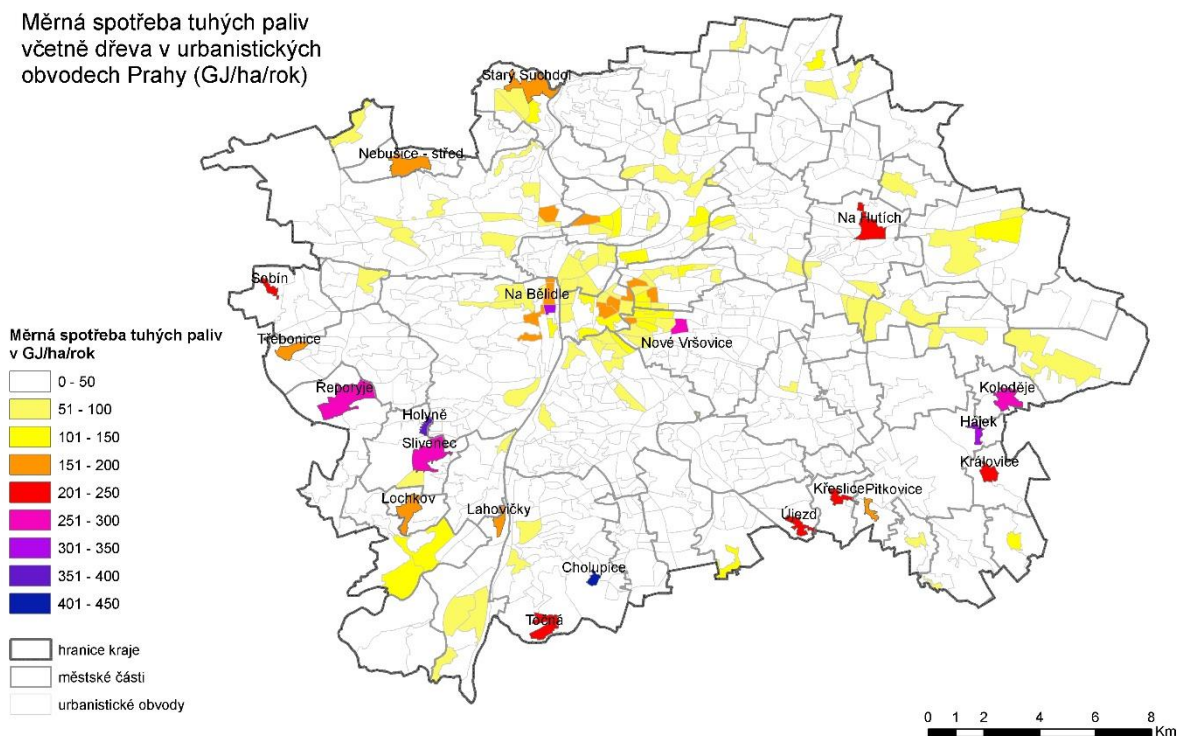 Měrná spotřeba tuhých paliv
včetně dřeva v urbanistických
obvodech Prahy (GJ/ha/rok)
Starý Suchdol
Nebušice - střed
Na Hutích
Sobín
Na Bělidle
Nové Vršovice
Třebonice
Řeporyje
Holyně
Slivenec
Koloděje
Hájek
Královice
Křeslice
Pitkovice
Újezd
Lochkov
Lahovičky
Cholupice
Točná
Měrná spotřeba tuhých paliv
v GJ/ha/rok
0 - 50
51 - 100
101 - 150
151 - 200
201 - 250
251 - 300
301 - 350
351 - 400
401 - 450
hranice kraje
městské části
urbanistické obvody
0 1 2 4 6 8
Km